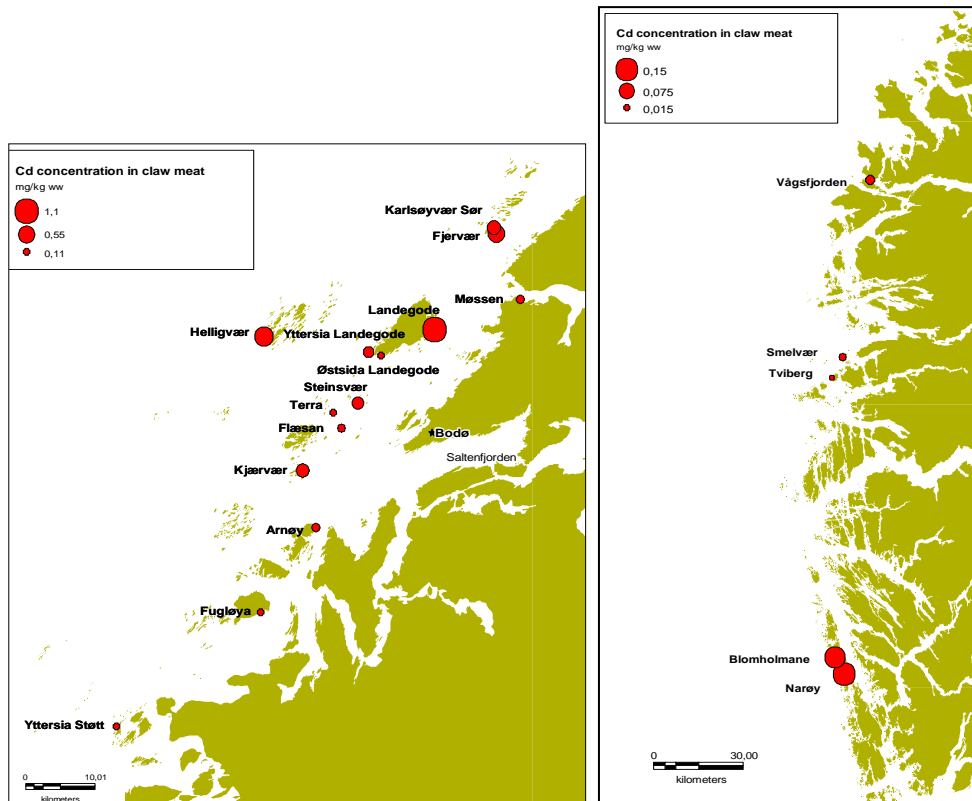 Cd concentration in claw meat
mg/kg ww
1,1
0,55
0,11
Karlsøyvær Sør
Fjervær
Møssen
Landegode
Helligvær
Yttersia Landegode
Østsida Landegode
Steinsvær
Terra
Flæsan
Bodø
Saltenfjorden
Kjærvær
Arnøy
Fugløya
Yttersia Støtt
0
10,01
kilometers
Cd concentration in claw meat
mg/kg ww
0,15
0,075
0,015
Vågsfjorden
Smelvær
Tviberg
Blomholmane
Narøy
0
30,00
kilometers